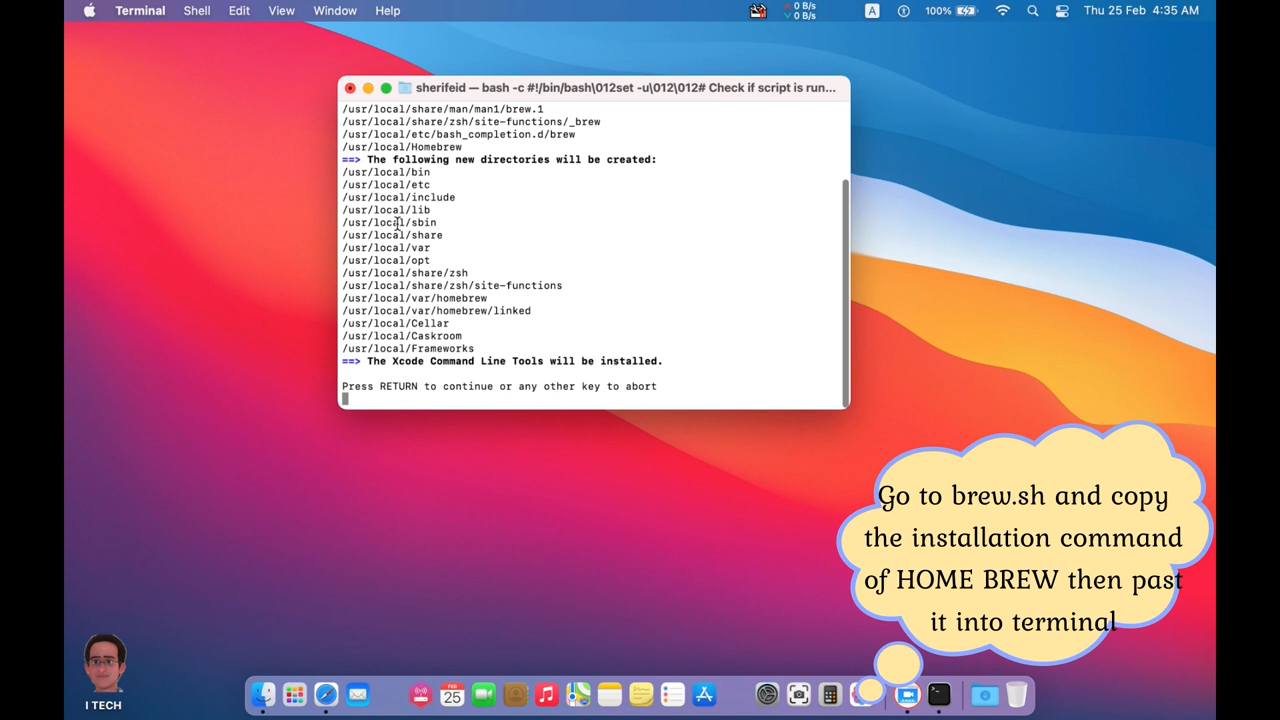 Terminal Shell Edit View Window Help
0 B/s
0 B/s
A 100% Thu 25 Feb 4:35 AM
sherifeid — bash -c #!/bin/bash\012set -u\012\012# Check if script is run...
/usr/local/share/man/man1/brew.1
/usr/local/share/zsh/site-functions/_brew
/usr/local/etc/bash_completion.d/brew
/usr/local/Homebrew
==> The following new directories will be created:
/usr/local/bin
/usr/local/etc
/usr/local/include
/usr/local/lib
/usr/local/sbin
/usr/local/share
/usr/local/var
/usr/local/opt
/usr/local/share/zsh
/usr/local/share/zsh/site-functions
/usr/local/var/homebrew
/usr/local/var/homebrew/linked
/usr/local/Cellar
/usr/local/Caskroom
/usr/local/Frameworks
==> The Xcode Command Line Tools will be installed.
Press RETURN to continue or any other key to abort
Go to brew.sh and copy
the installation command
of HOME BREW then past
it into terminal
I TECH
FEB
25